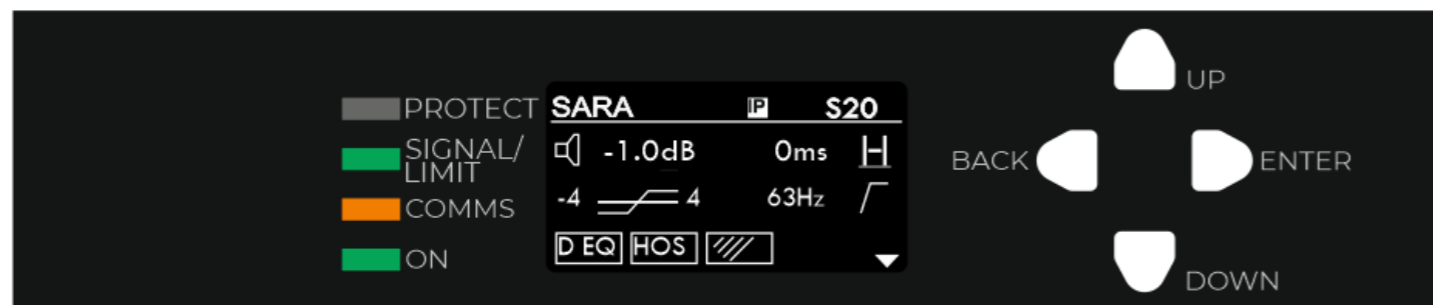 PROTECT
SIGNAL/
LIMIT
COMMS
ON
SARA IP S20
-1.0dB 0ms
-4 4 63Hz
D EQ HOS
UP
BACK ENTER
DOWN